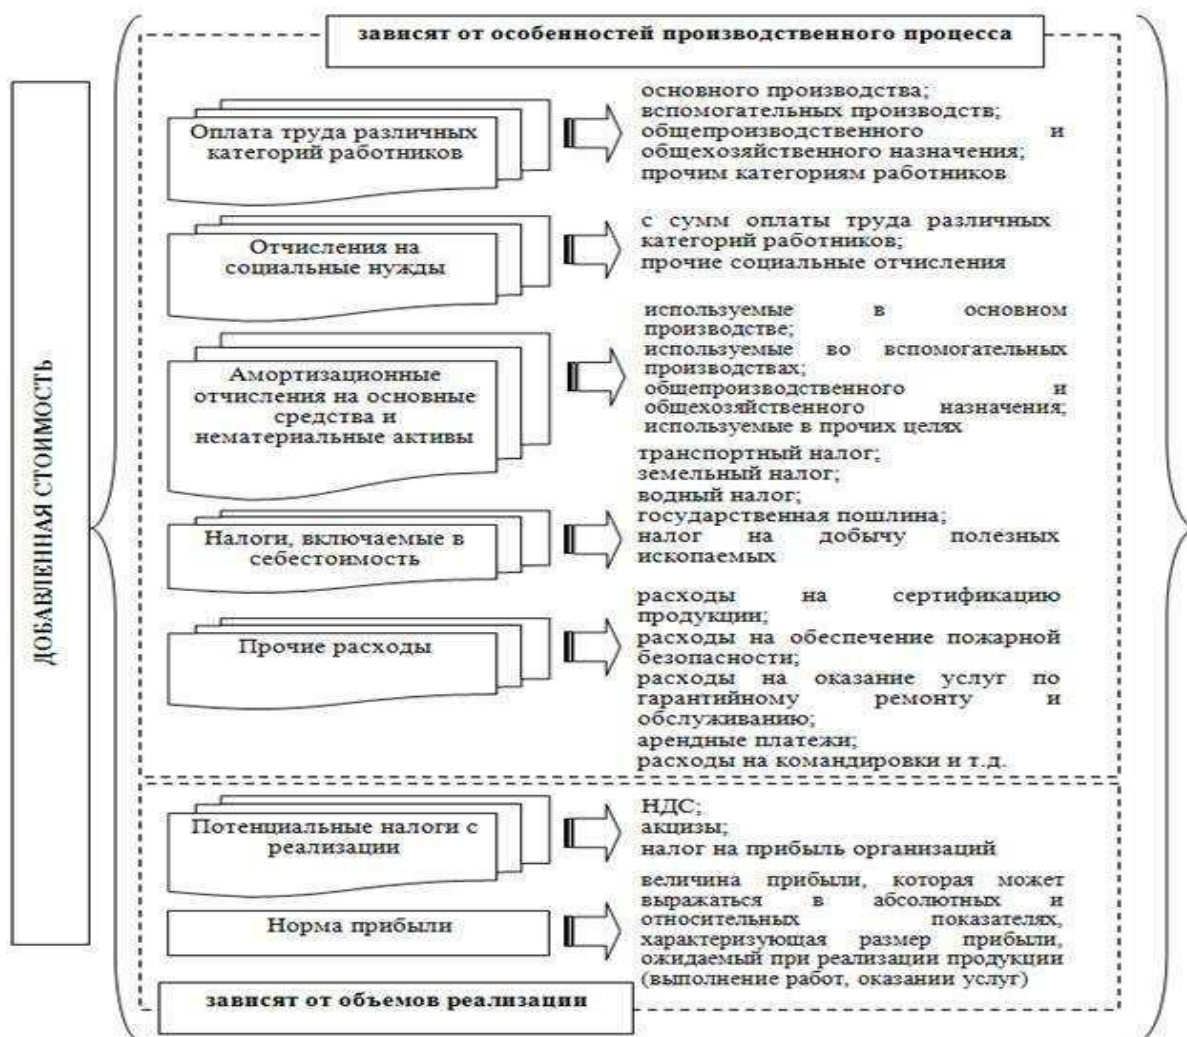 зависят от особенностей производственного процесса
ДОБАВЛЕННАЯ СТОИМОСТЬ
Оплата труда различных
категорий работников
основного производства;
вспомогательных производств;
общепроизводственного и
общехозяйственного назначения;
прочим категориям работников
Отчисления на
социальные нужды
с сумм оплаты труда различных
категорий работников;
прочие социальные отчисления
Амортизационные
отчисления на основные
средства и
нематериальные активы
используемые в основном
производстве;
используемые во вспомогательных
производствах;
общепроизводственного и
общехозяйственного назначения;
используемые в прочих целях
Налоги, включаемые в
себестоимость
транспортный налог;
земельный налог;
водный налог;
государственная пошлина;
налог на добычу полезных
ископаемых
Прочие расходы
расходы на сертификацию
продукции;
расходы на обеспечение пожарной
безопасности;
расходы на оказание услуг по
гарантийному ремонту и
обслуживанию;
арендные платежи;
расходы на командировки и т.д.
Потенциальные налоги с
реализации
НДС;
акцизы;
налог на прибыль организаций
Норма прибыли
величина прибыли, которая может
выражаться в абсолютных и
относительных показателях,
характеризующая размер прибыли,
ожидаемый при реализации продукции
(выполнение работ, оказании услуг)
зависят от объемов реализации